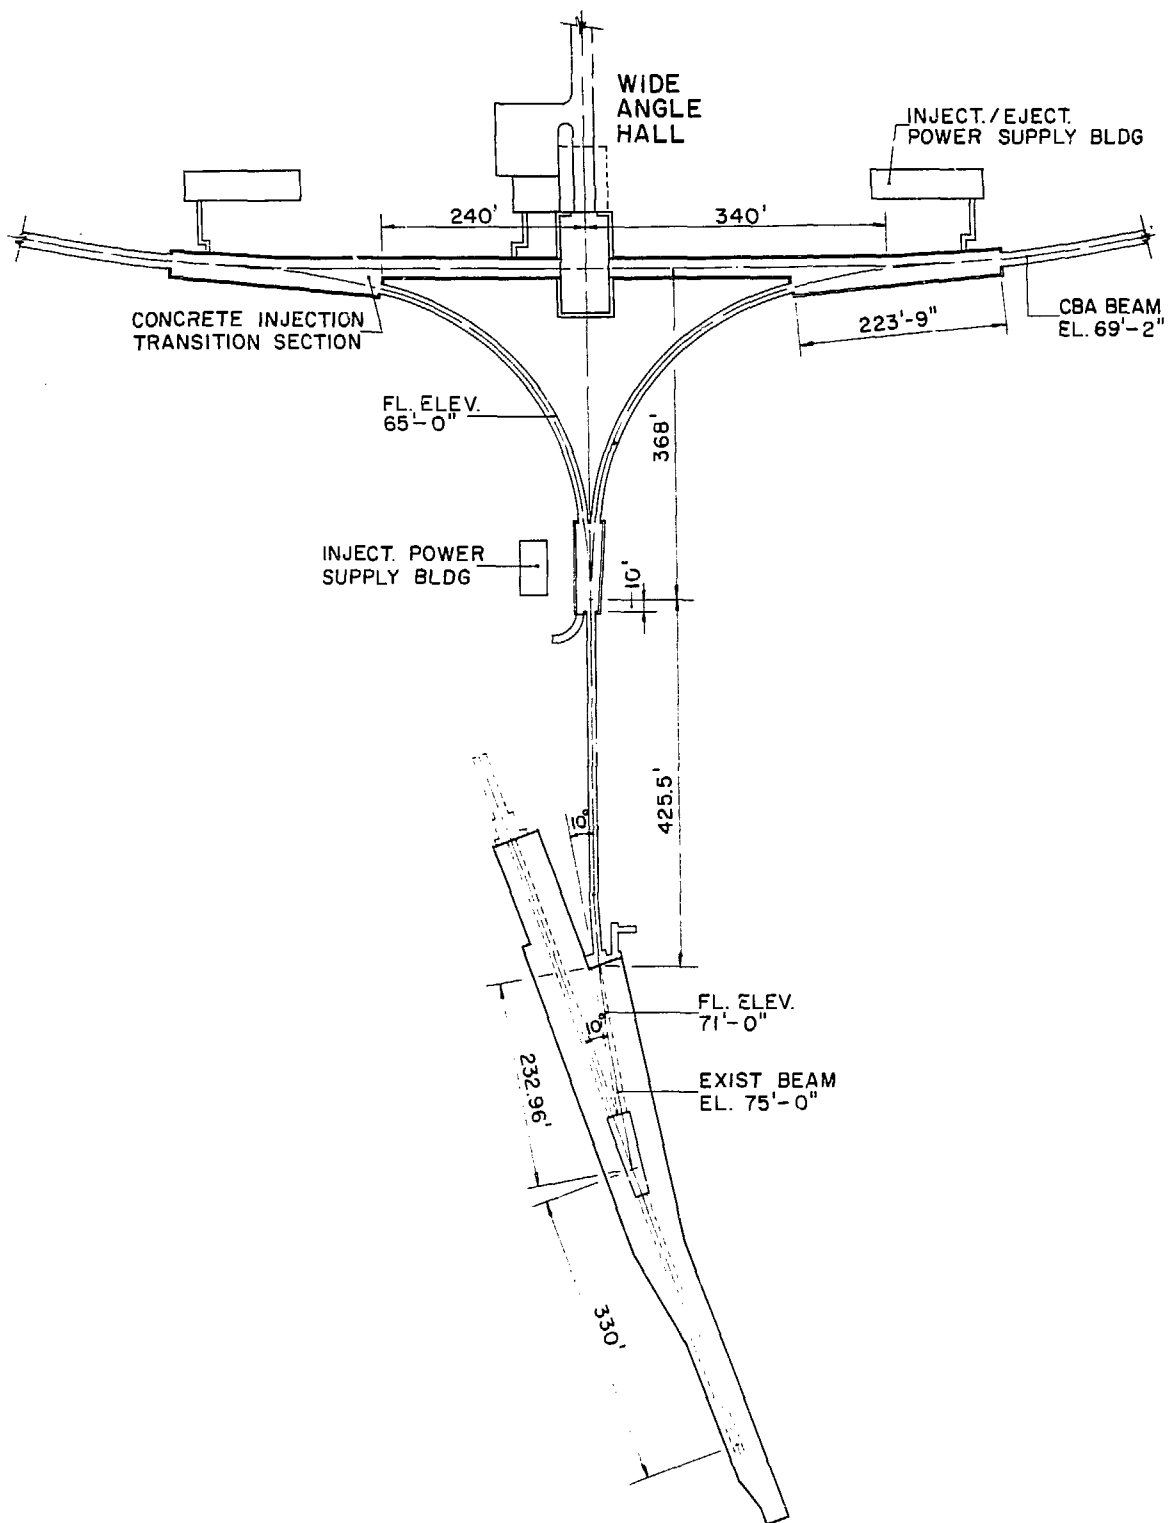 WIDE
ANGLE
HALL
INJECT./EJECT.
POWER SUPPLY BLDG
240'
340'
CONCRETE INJECTION
TRANSITION SECTION
223'-9"
CBA BEAM
EL. 69'-2"
FL. ELEV.
65'-0"
368'
INJECT. POWER
SUPPLY BLDG
10'
425.5'
10°
FL. ELEV.
71'-0"
10°
232.96'
EXIST BEAM
EL. 75'-0"
330'